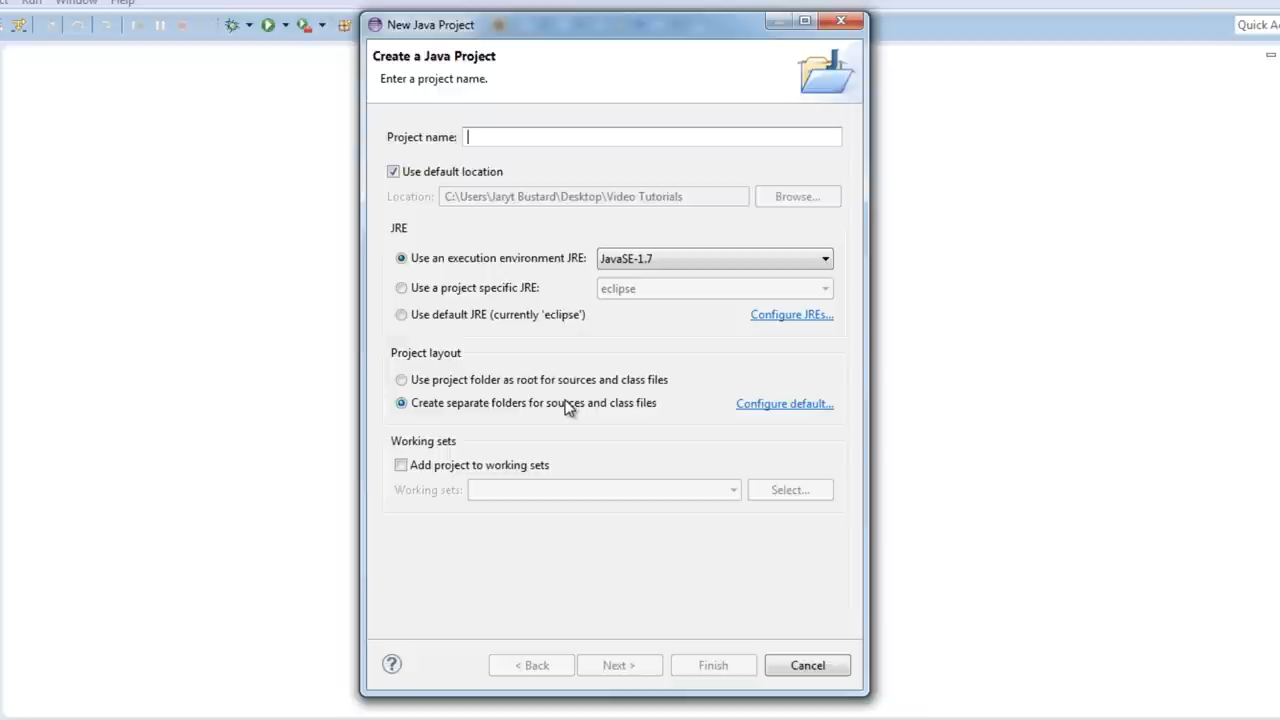 Run Window Help
Quick Ac
New Java Project
Create a Java Project
Enter a project name.
Project name:
Use default location
Location: C:\Users\Jaryt Bustard\Desktop\Video Tutorials Browse...
JRE
Use an execution environment JRE: JavaSE-1.7
Use a project specific JRE: eclipse
Use default JRE (currently 'eclipse') Configure JREs...
Project layout
Use project folder as root for sources and class files
Create separate folders for sources and class files Configure default...
Working sets
Add project to working sets
Working sets: Select...
< Back Next > Finish Cancel